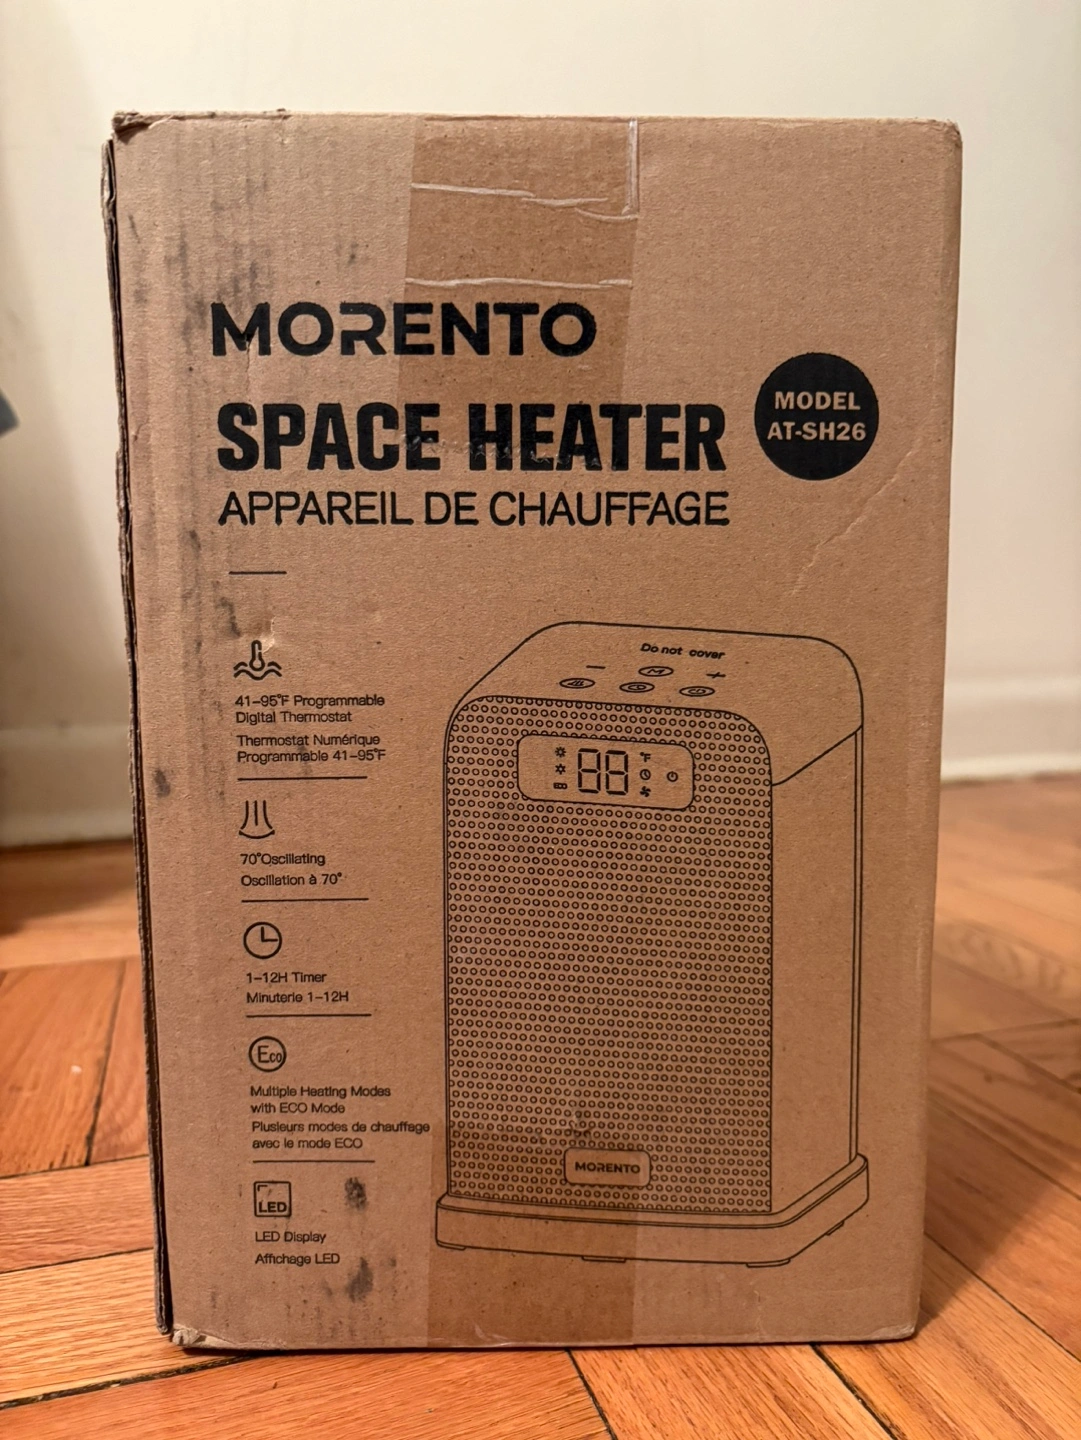 MORENTO
SPACE HEATER
APPAREIL DE CHAUFFAGE
MODEL
AT-SH26
41–95°F Programmable
Digital Thermostat
Thermostat Numérique
Programmable 41–95°F
70°Oscillating
Oscillation à 70°
1–12H Timer
Minuterie 1–12H
Eco
Multiple Heating Modes
with ECO Mode
Plusieurs modes de chauffage
avec le mode ECO
LED
LED Display
Affichage LED
Do not cover
M
88
°F
MORENTO